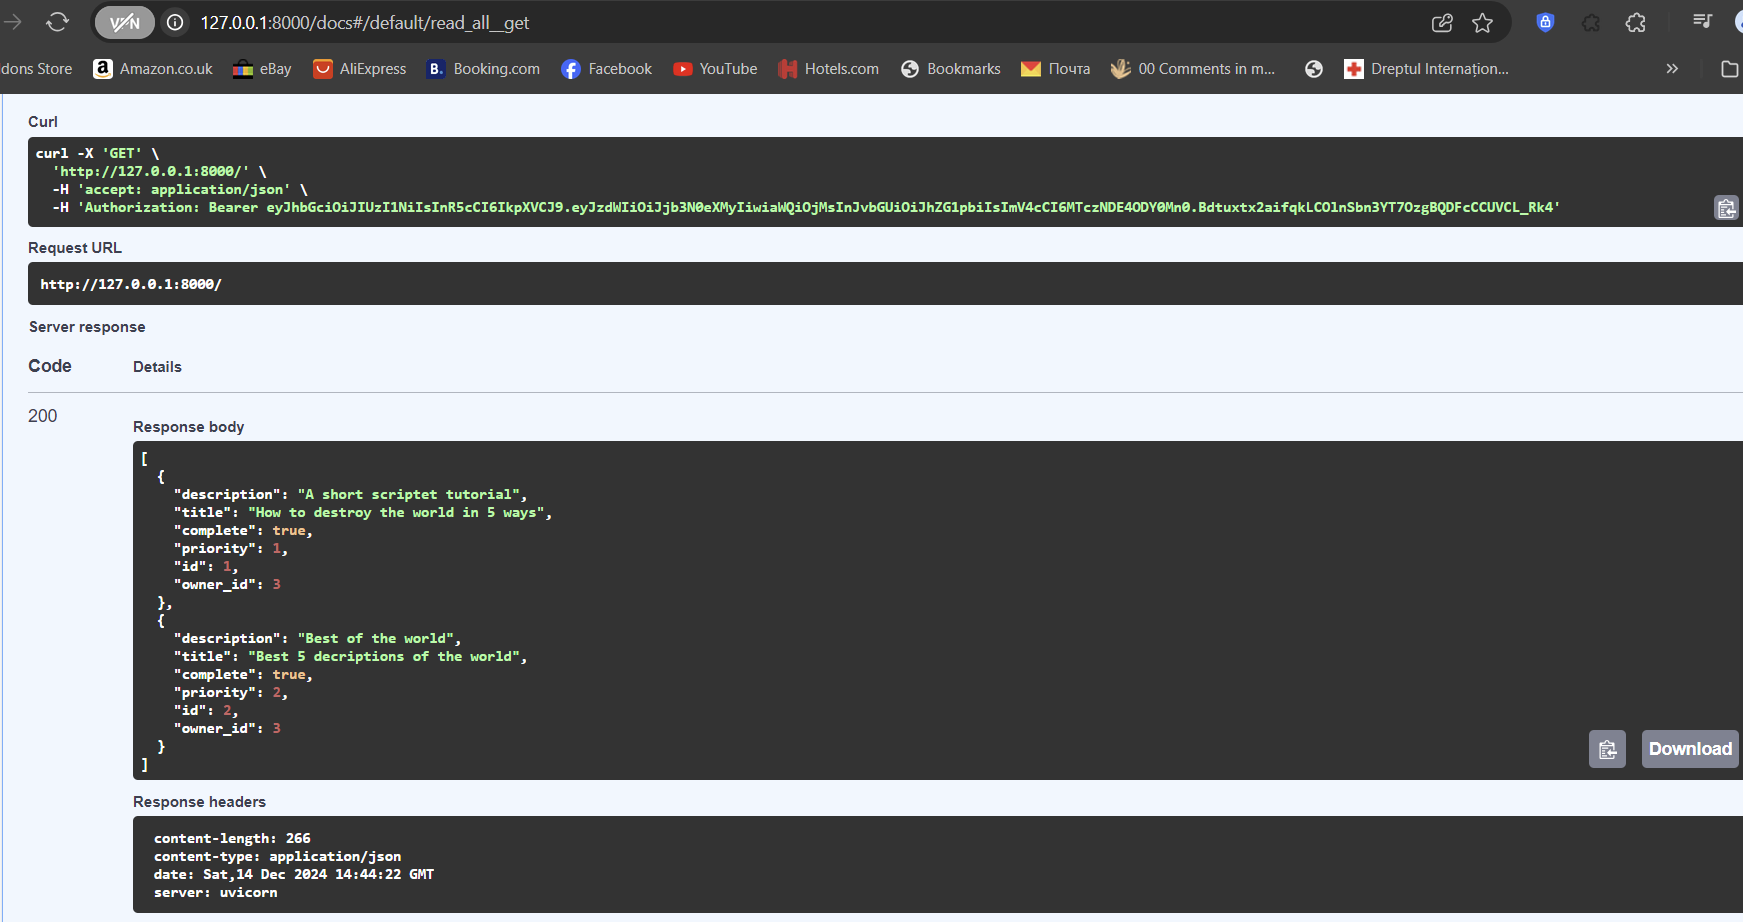 VPN 127.0.0.1:8000/docs#/default/read_all__get
dons Store Amazon.co.uk eBay AliExpress B. Booking.com Facebook YouTube Hotels.com Bookmarks Почта 00 Comments in m... Dreptul Internațion... »
Curl
curl -X 'GET' \
'http://127.0.0.1:8000/' \
-H 'accept: application/json' \
-H 'Authorization: Bearer eyJhbGciOiJIUzI1NiIsInR5cCI6IkpXVCJ9.eyJzdWIiOiJjb3N0eXMyIiwiaWQiOjMsInJvbGUiOiJhZG1pbiIsImV4cCI6MTczNDE4ODY0Mn0.Bdtuxtx2aifqkLCOlnSbn3YT7OzgBQDFcCCUVCL_Rk4'
Request URL
http://127.0.0.1:8000/
Server response
Code Details
200
Response body
[
{
"description": "A short scriptet tutorial",
"title": "How to destroy the world in 5 ways",
"complete": true,
"priority": 1,
"id": 1,
"owner_id": 3
},
{
"description": "Best of the world",
"title": "Best 5 decriptions of the world",
"complete": true,
"priority": 2,
"id": 2,
"owner_id": 3
}
]
Download
Response headers
content-length: 266
content-type: application/json
date: Sat,14 Dec 2024 14:44:22 GMT
server: uvicorn